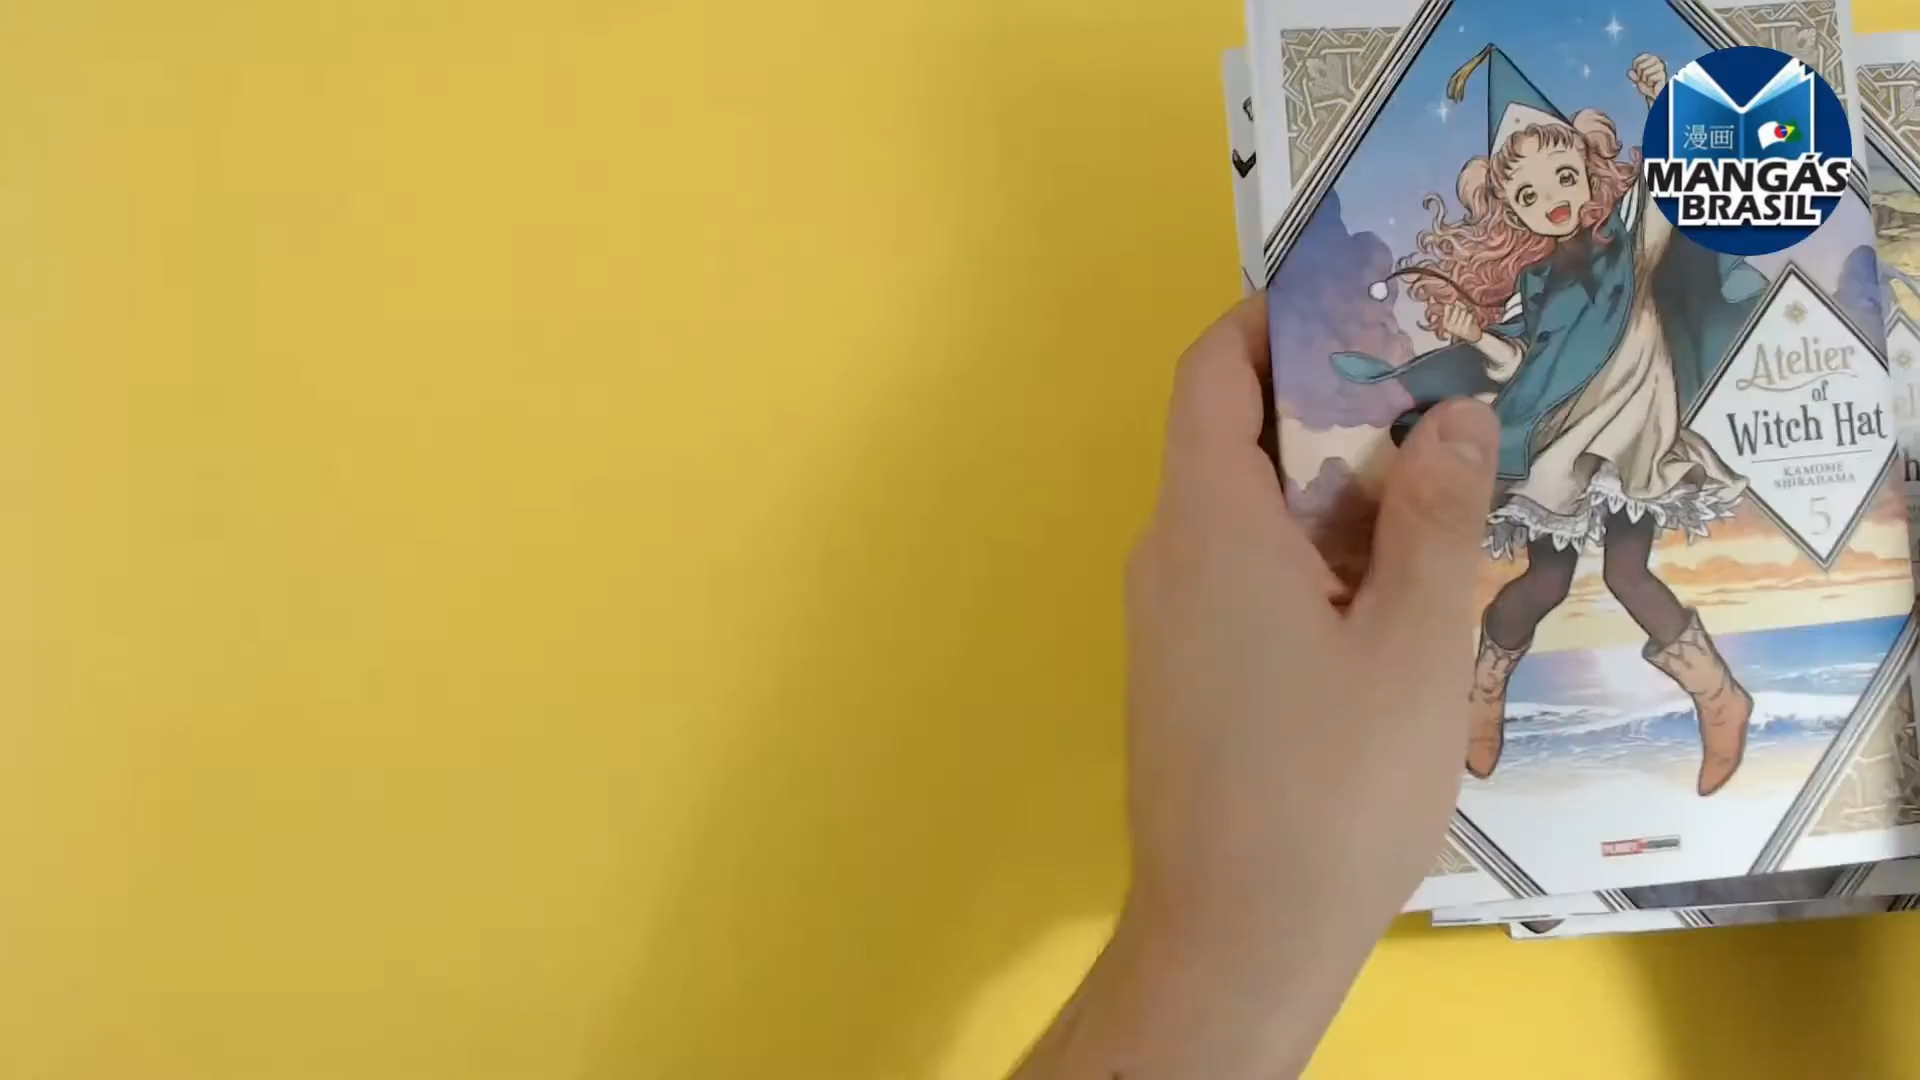 漫画
MANGÁS
BRASIL
Atelier
of
Witch Hat
KAMOME
SHIRAHAMA
5